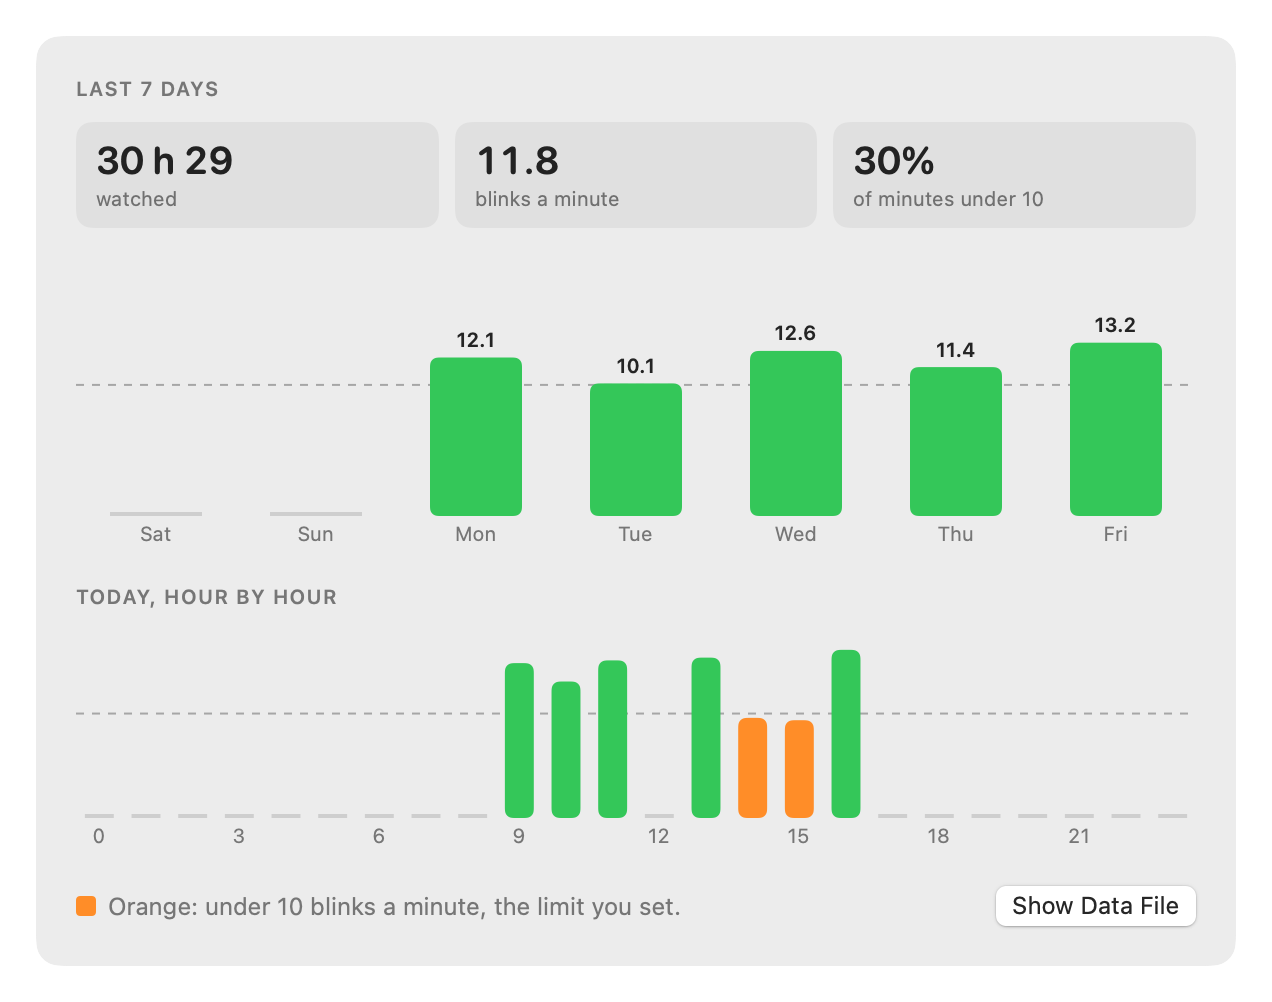 LAST 7 DAYS
30 h 29
watched
11.8
blinks a minute
30%
of minutes under 10
12.1
10.1
12.6
11.4
13.2
Sat
Sun
Mon
Tue
Wed
Thu
Fri
TODAY, HOUR BY HOUR
0
3
6
9
12
15
18
21
Orange: under 10 blinks a minute, the limit you set.
Show Data File